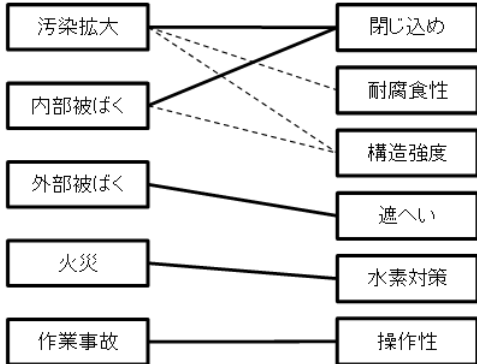 汚染拡大
内部被ばく
外部被ばく
火災
作業事故
閉じ込め
耐腐食性
構造強度
遮へい
水素対策
操作性